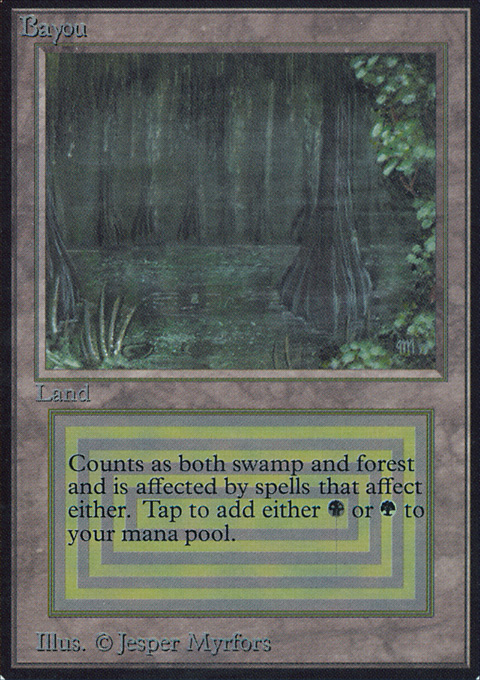 Bayou
Land
Counts as both swamp and forest
and is affected by spells that affect
either. Tap to add either or to
your mana pool.
Illus. © Jesper Myrfors